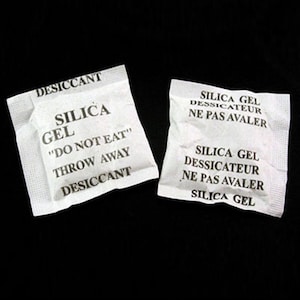 DESICCANT
SILICA
GEL
"DO NOT EAT"
THROW AWAY
DESICCANT
SILICA GEL
DESSICATEUR
NE PAS AVALER
SILICA GEL
DESSICATEUR
NE PAS AVALER
SILICA GEL